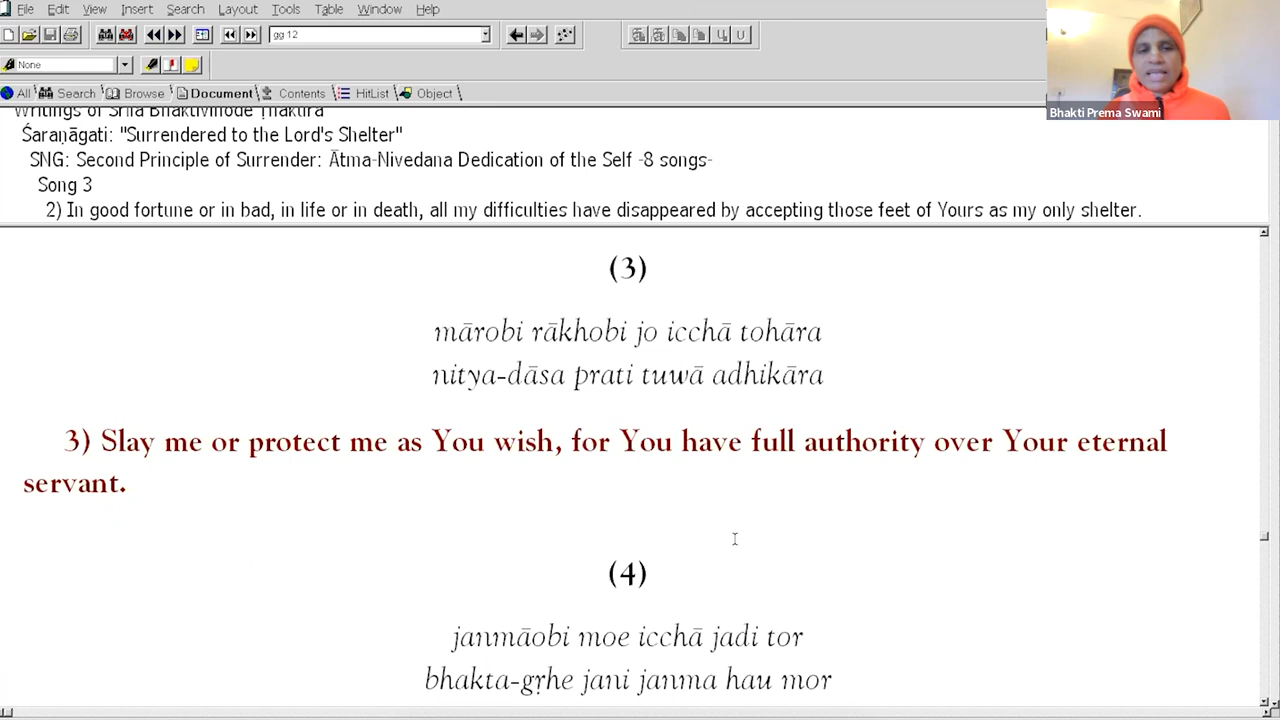 File Edit View Insert Search Layout Tools Table Window Help
gg 12
None
All Search Browse Document Contents HitList Object
Writings of Srila Bhaktivinode Ṭhākura
Śaraṇāgati: "Surrendered to the Lord's Shelter"
SNG: Second Principle of Surrender: Ātma-Nivedana Dedication of the Self -8 songs-
Song 3
2) In good fortune or in bad, in life or in death, all my difficulties have disappeared by accepting those feet of Yours as my only shelter.
Bhakti Prema Swami
(3)
mārobi rākhobi jo icchā tohāra
nitya-dāsa prati tuwā adhikāra
3) Slay me or protect me as You wish, for You have full authority over Your eternal
servant.
(4)
janmāobi moe icchā jadi tor
bhakta-gṛhe jani janma hau mor